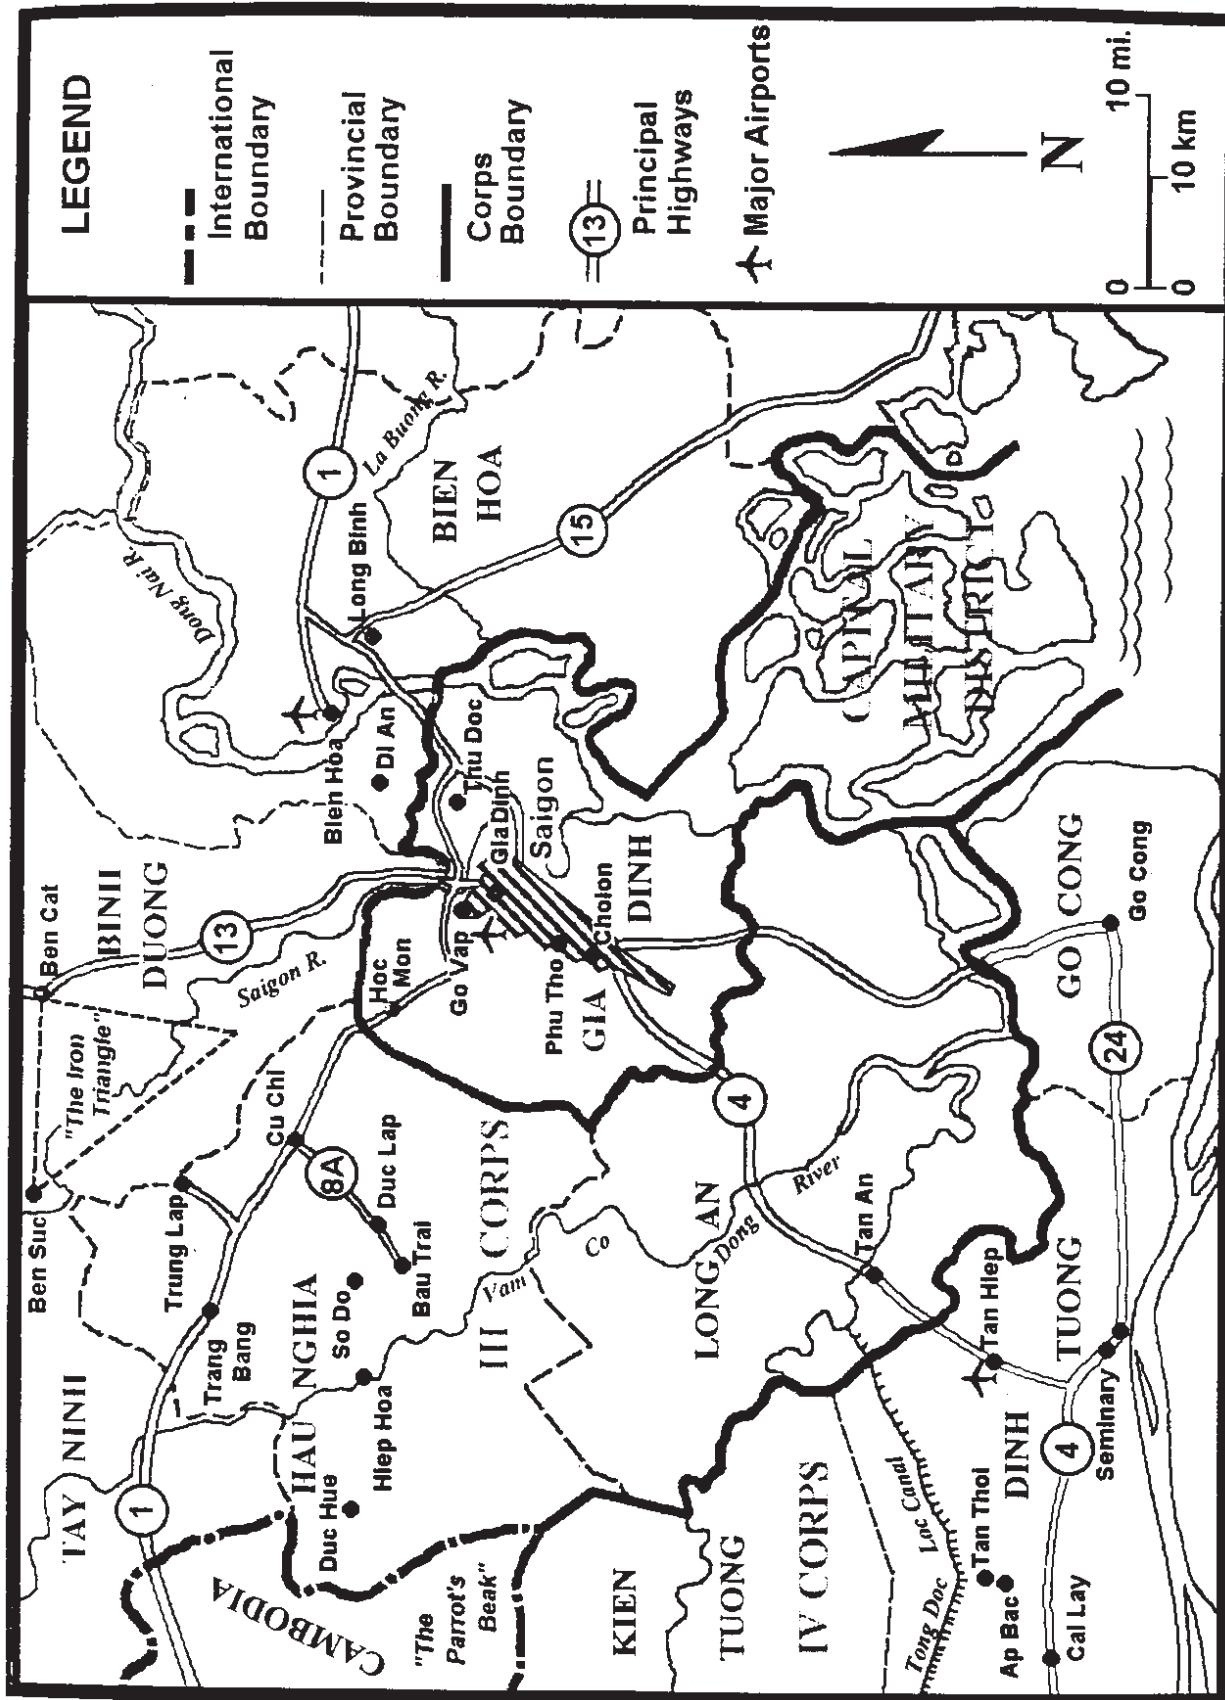 LEGEND
International
Boundary
Provincial
Boundary
Corps
Boundary
13
Principal
Highways
Major Airports
N
0
10 mi.
0
10 km
Ben Suc
Ben Cat
"The Iron
Triangle"
BINH
DUONG
13
Saigon R.
Dong Nai R.
TAY NINH
1
Trung Lap
Trang
Bang
Cu Chi
8A
Duc Lap
Bau Trai
So Do
HAU NGHIA
Hiep Hoa
Duc Hue
CAMBODIA
"The
Parrot's
Beak"
Hoc
Mon
Go Vap
Bien Hoa
Di An
Long Binh
1
La Buong R.
BIEN
HOA
15
Thu Doc
GiaDinh
Saigon
Phu Tho
Cholon
GIA
DINH
III CORPS
Vam
Co
Dong
River
LONG AN
4
Tan An
CAPITAL
MILITARY
DISTRICT
KIEN
TUONG
IV CORPS
Tong Doc Loc Canal
Tan Hiep
Tan Thoi
Ap Bac
DINH
TUONG
4
Cai Lay
Seminary
24
GO CONG
Go Cong